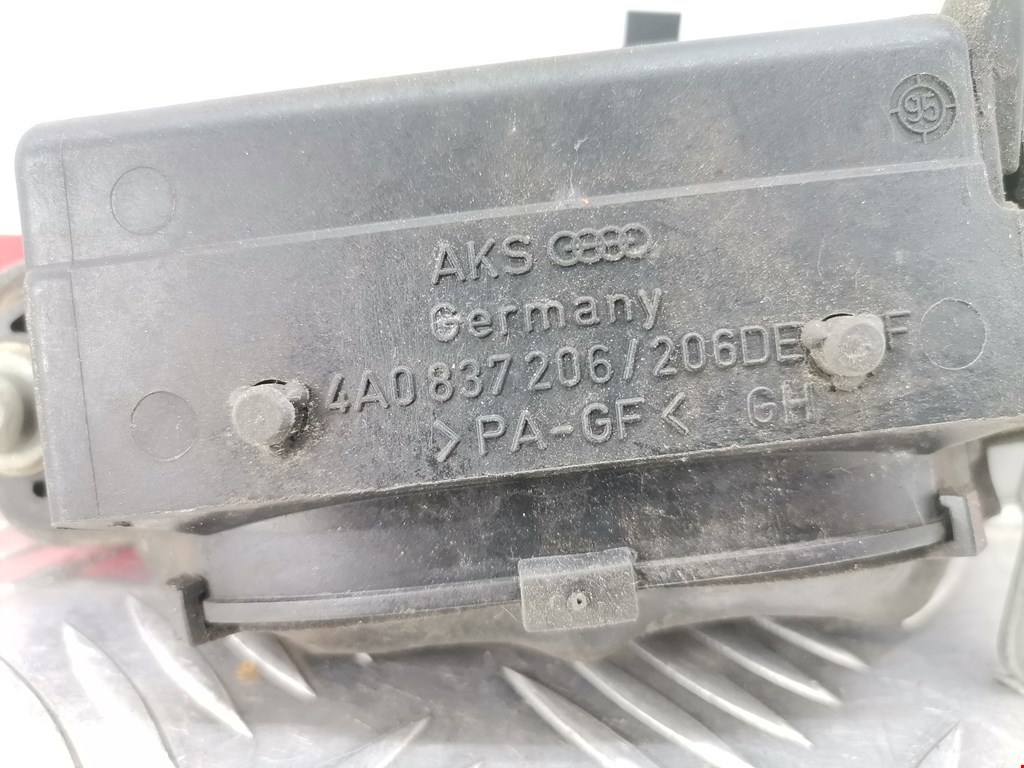 95
AKS
Germany
4A0 837 206 / 206DE F
>PA-GF< GH